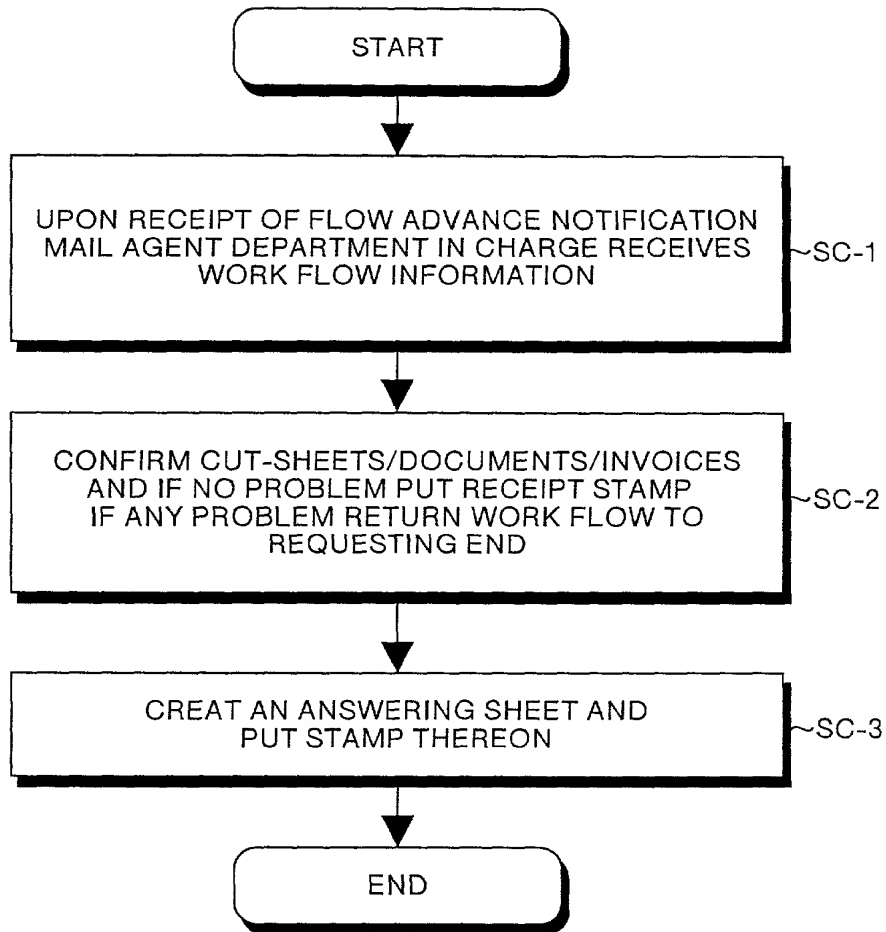 START
UPON RECEIPT OF FLOW ADVANCE NOTIFICATION
MAIL AGENT DEPARTMENT IN CHARGE RECEIVES
WORK FLOW INFORMATION
SC-1
CONFIRM CUT-SHEETS/DOCUMENTS/INVOICES
AND IF NO PROBLEM PUT RECEIPT STAMP
IF ANY PROBLEM RETURN WORK FLOW TO
REQUESTING END
SC-2
CREAT AN ANSWERING SHEET AND
PUT STAMP THEREON
SC-3
END